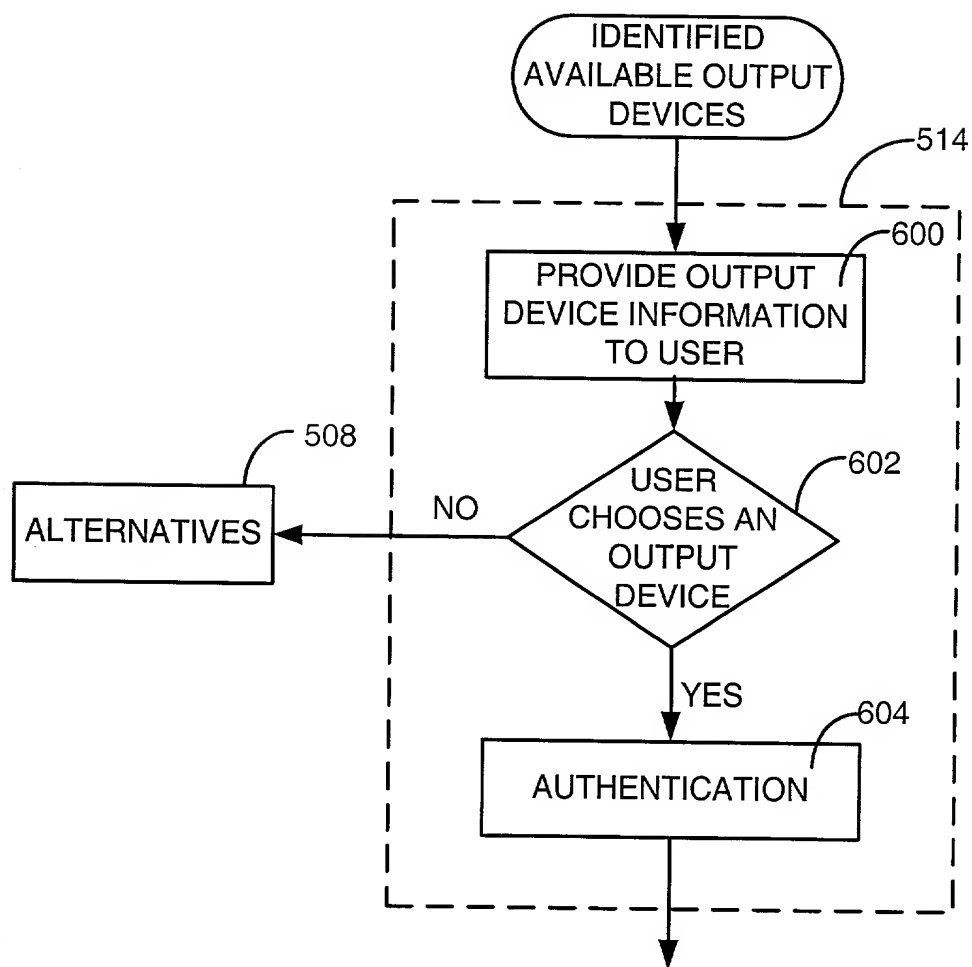 IDENTIFIED
AVAILABLE OUTPUT
DEVICES
514
600
PROVIDE OUTPUT
DEVICE INFORMATION
TO USER
508
602
ALTERNATIVES
NO
USER
CHOOSES AN
OUTPUT
DEVICE
YES
604
AUTHENTICATION